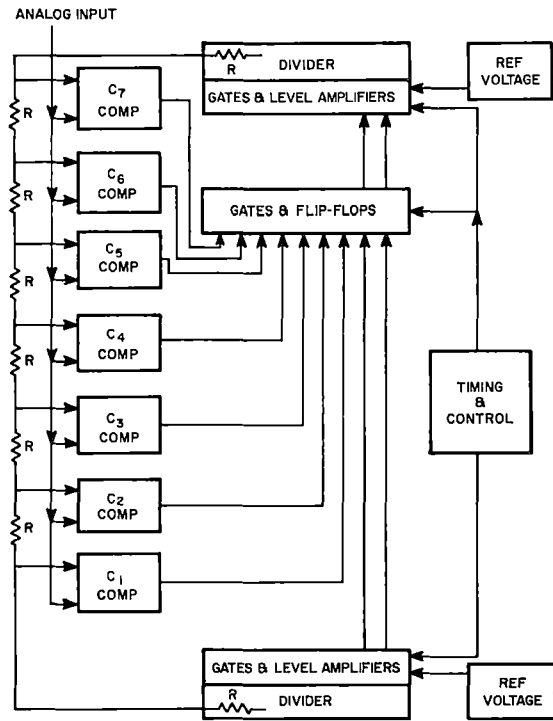 ANALOG INPUT
R
DIVIDER
GATES & LEVEL AMPLIFIERS
REF
VOLTAGE
C7
COMP
R
C6
COMP
R
GATES & FLIP-FLOPS
C5
COMP
R
C4
COMP
R
TIMING
&
CONTROL
C3
COMP
R
C2
COMP
R
C1
COMP
GATES & LEVEL AMPLIFIERS
R
DIVIDER
REF
VOLTAGE